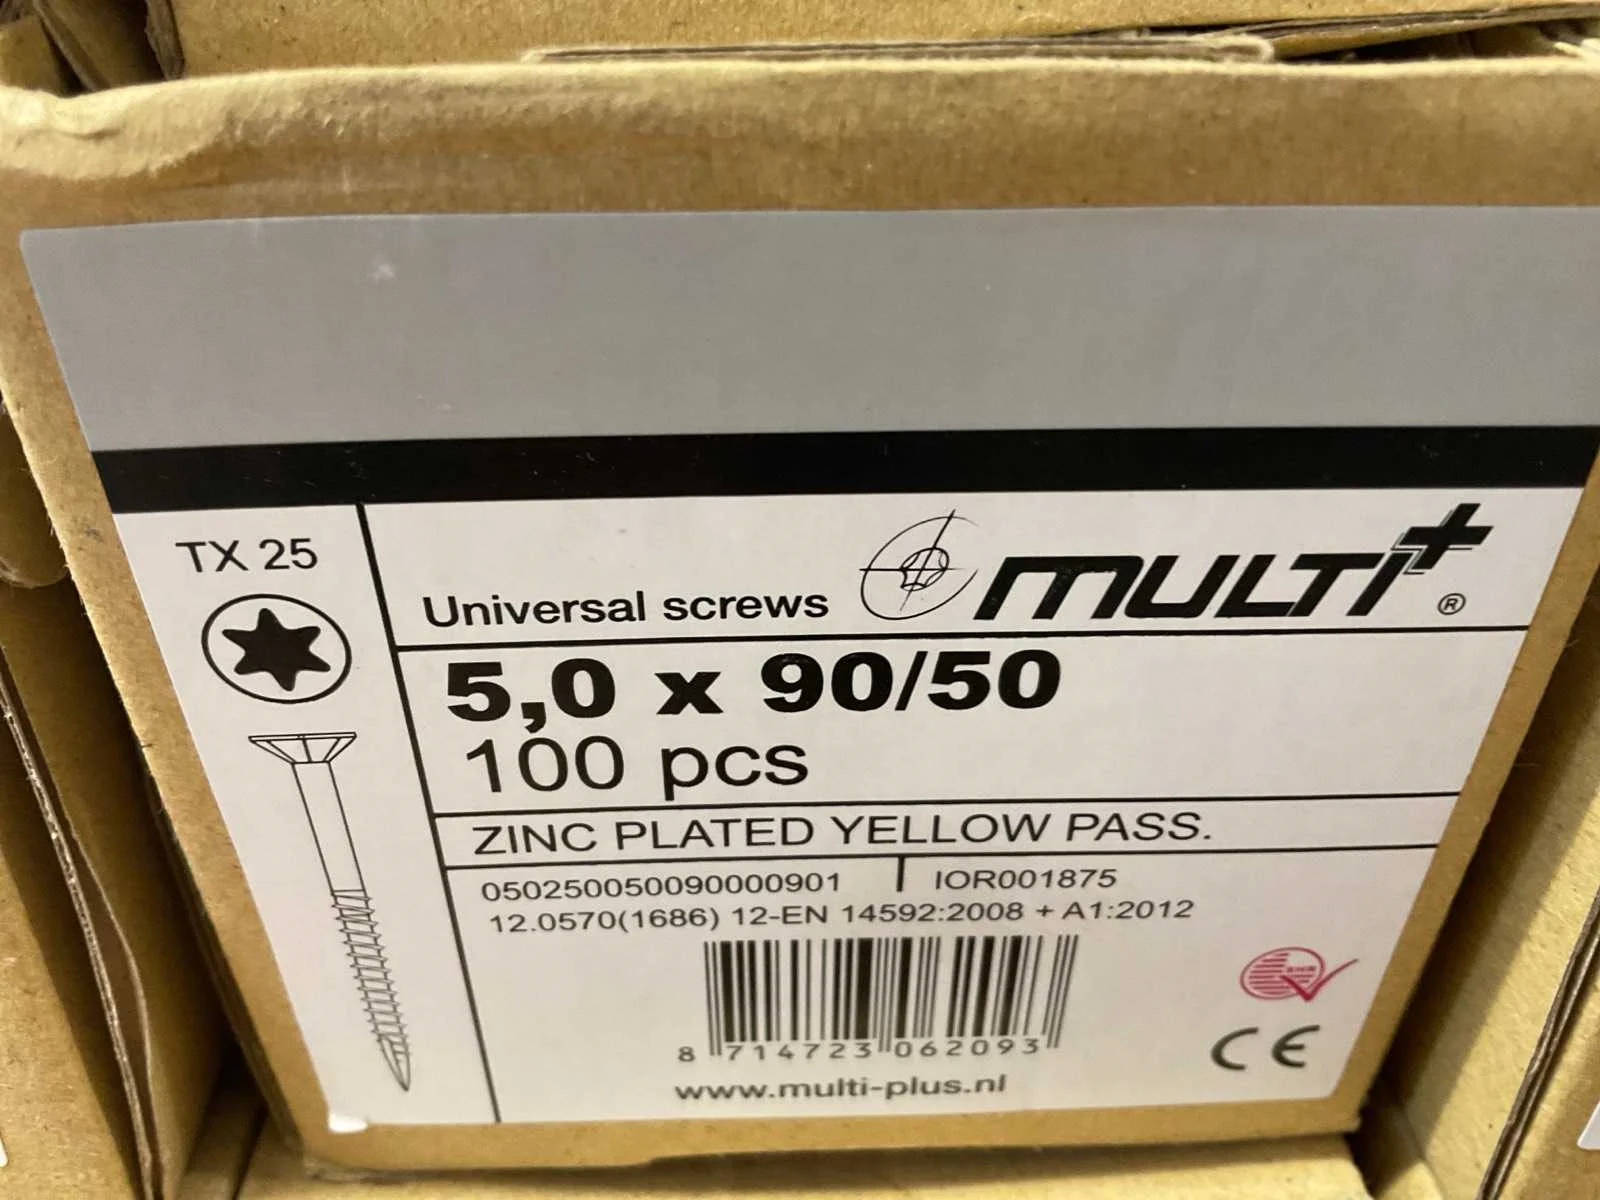 TX 25
Universal screws
MULTI+®
5,0 x 90/50
100 pcs
ZINC PLATED YELLOW PASS.
050250050090000901 | IOR001875
12.0570(1686) 12-EN 14592:2008 + A1:2012
8 714723 062093
www.multi-plus.nl
CE